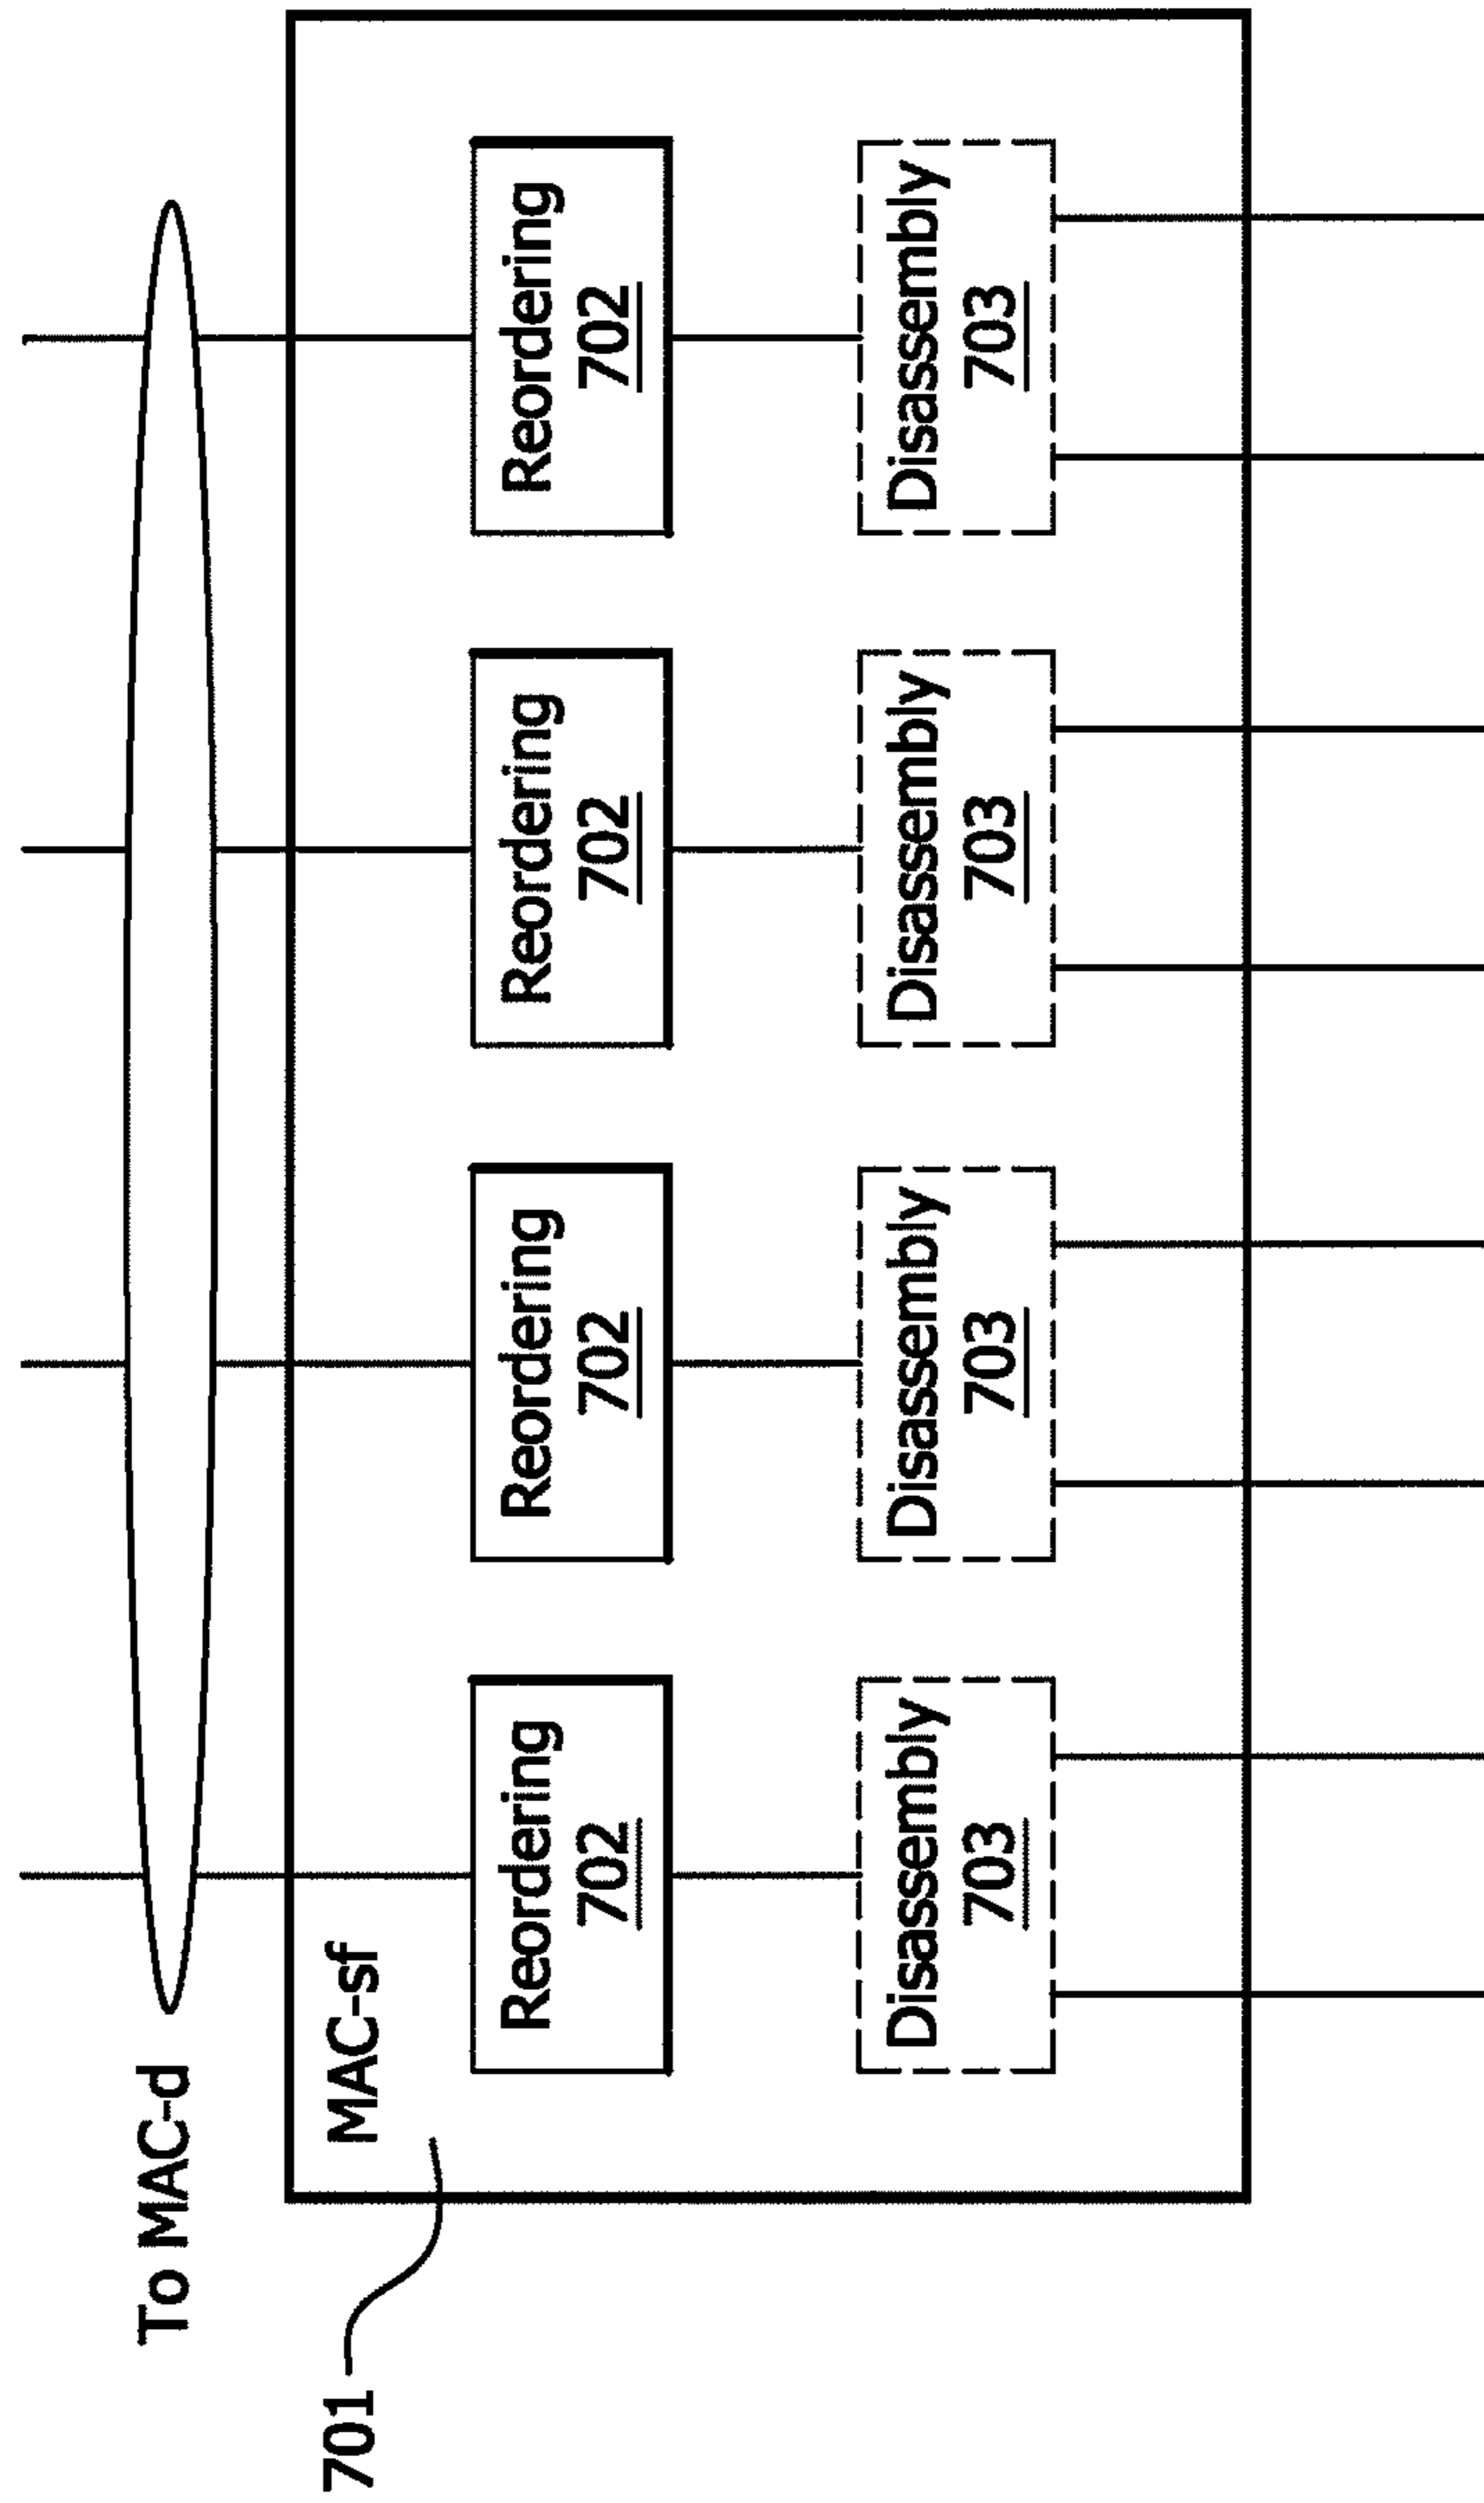 To MAC-d
701
MAC-sf
Reordering
702
Reordering
702
Reordering
702
Reordering
702
Disassembly
703
Disassembly
703
Disassembly
703
Disassembly
703